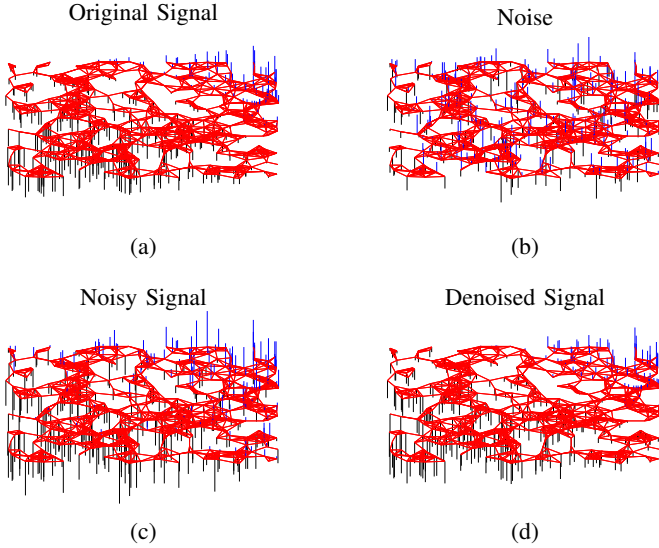 Original Signal
Noise
(a)
(b)
Noisy Signal
Denoised Signal
(c)
(d)